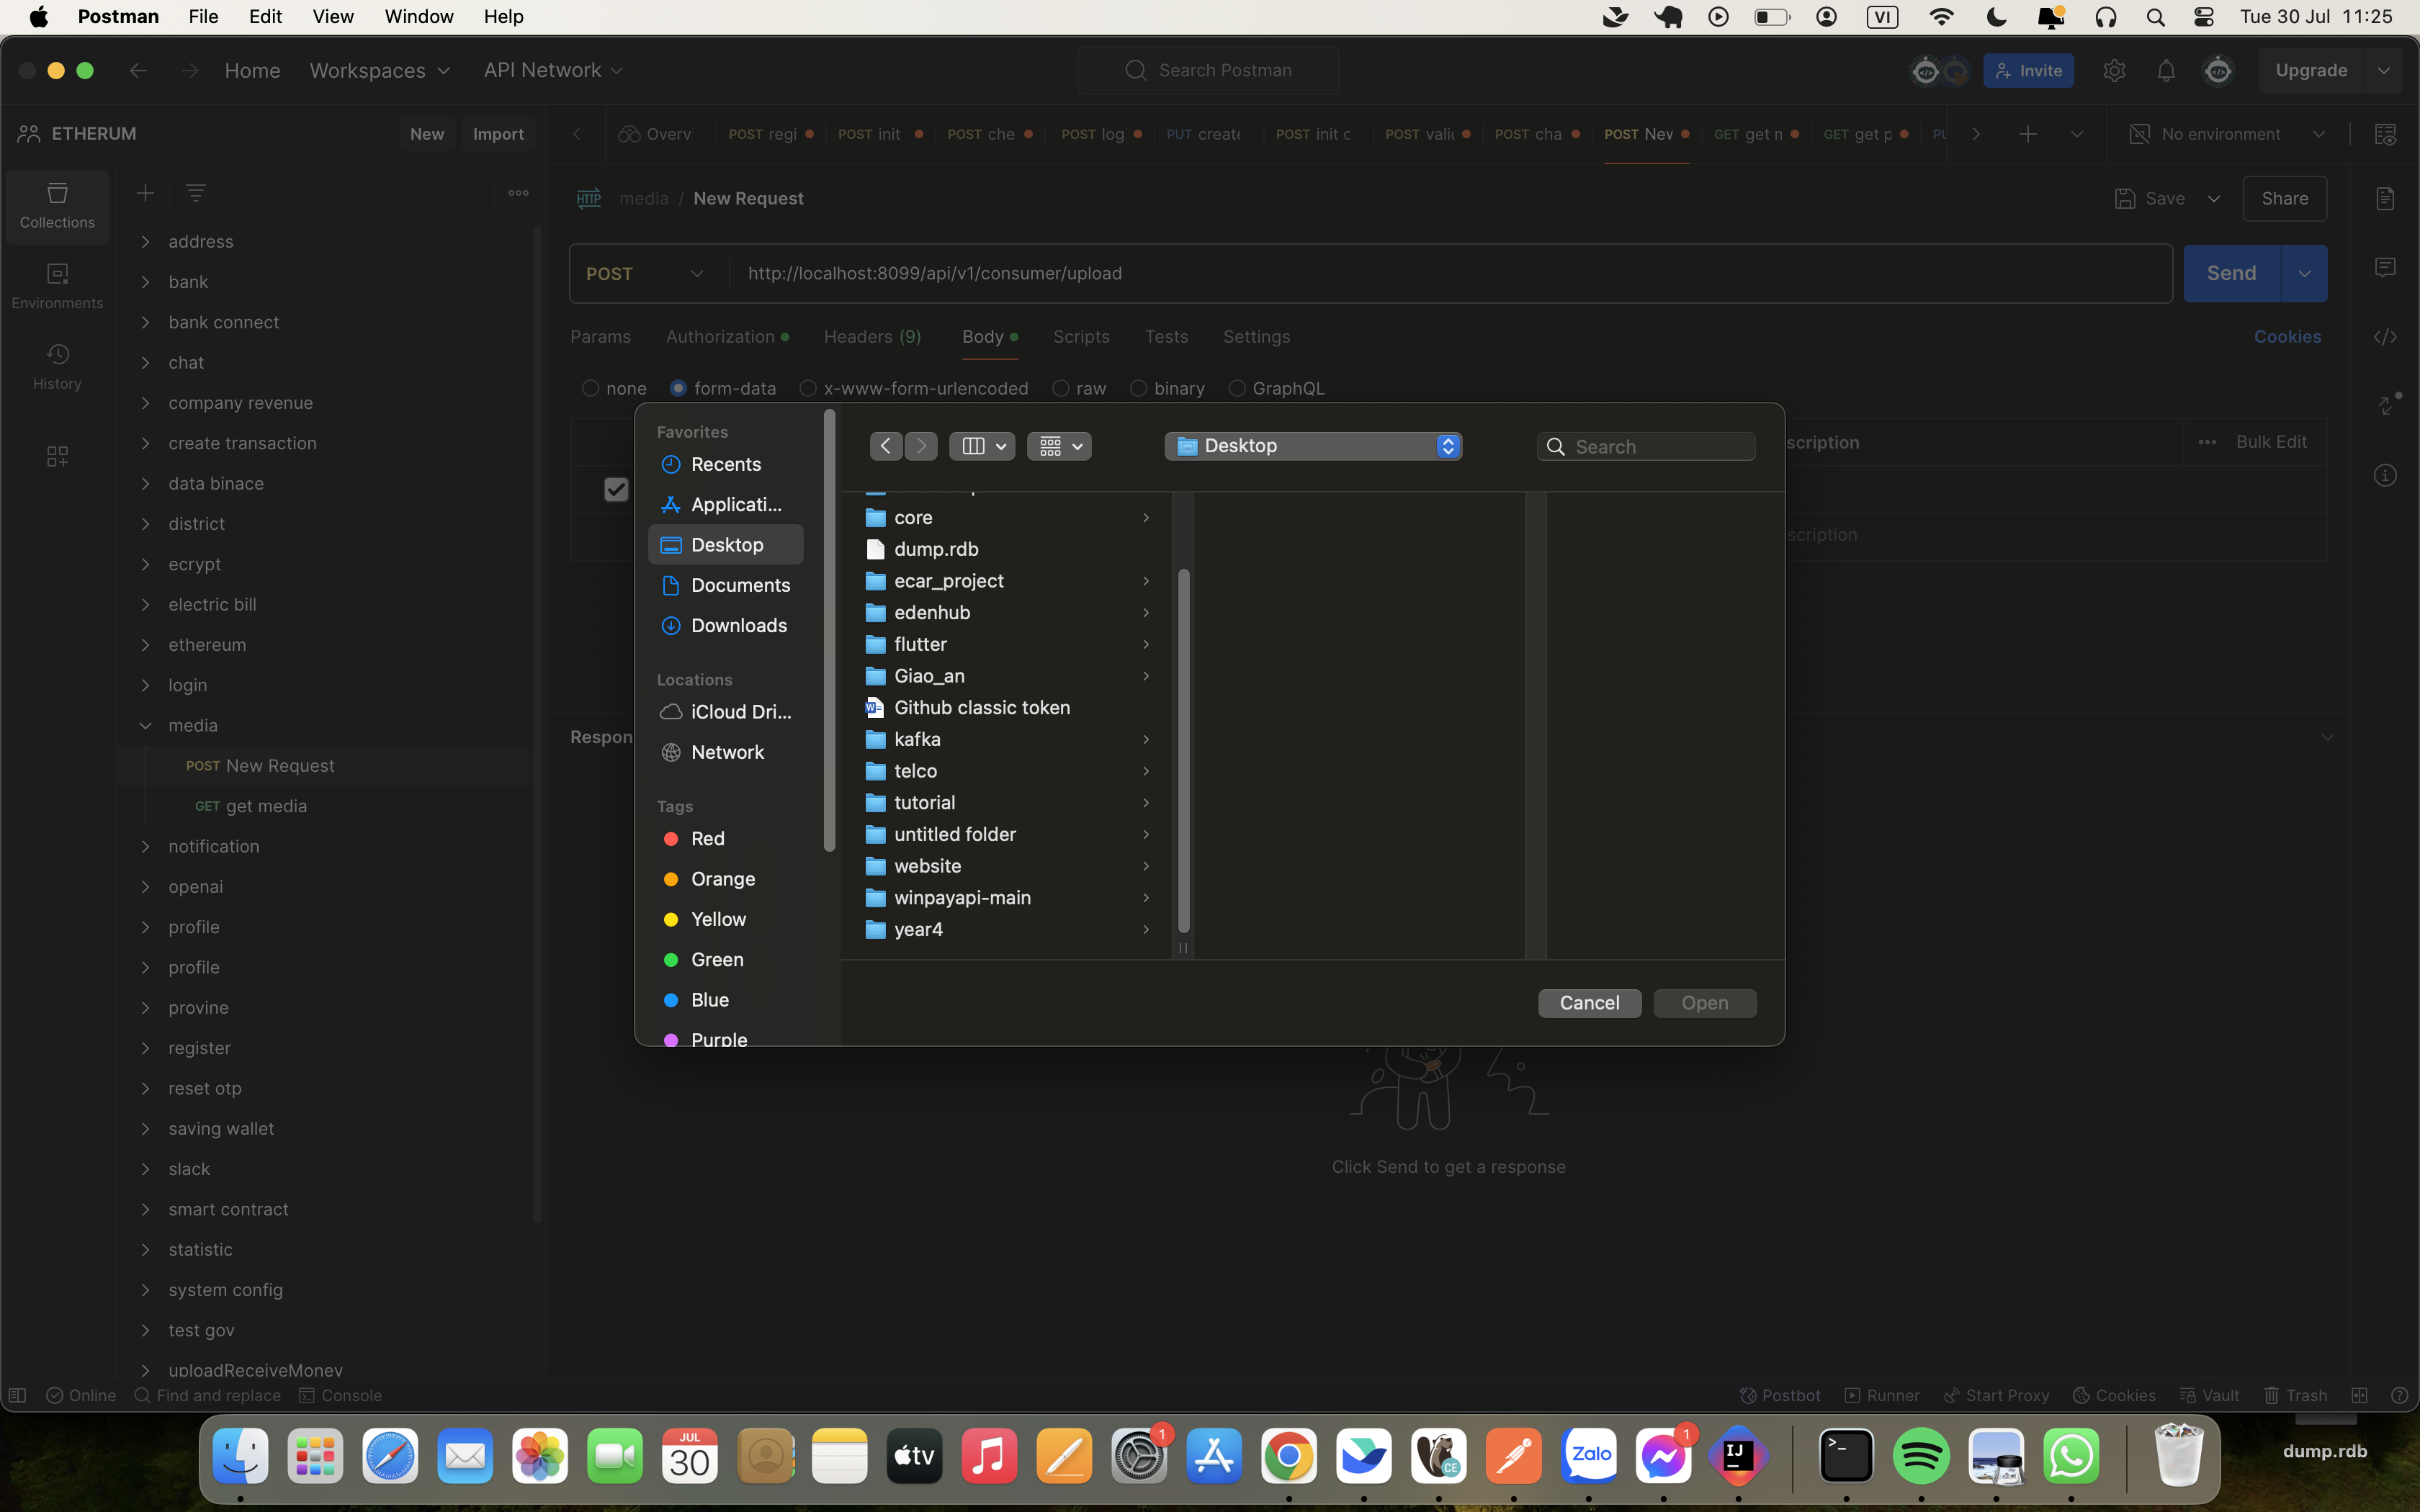 Postman File Edit View Window Help VI Tue 30 Jul 11:25
Home Workspaces API Network Search Postman Invite Upgrade
ETHERUM New Import
Overv POST regi POST init POST che POST log PUT create POST init c POST vali POST cha POST New GET get n GET get p PU No environment
Collections
Environments
History
address
bank
bank connect
chat
company revenue
create transaction
data binace
district
ecrypt
electric bill
ethereum
login
media
POST New Request
GET get media
notification
openai
profile
profile
provine
register
reset otp
saving wallet
slack
smart contract
statistic
system config
test gov
uploadReceiveMoney
HTTP media / New Request Save Share
POST http://localhost:8099/api/v1/consumer/upload Send
Params Authorization Headers (9) Body Scripts Tests Settings Cookies
none form-data x-www-form-urlencoded raw binary GraphQL
scription Bulk Edit
scription
Respon
Favorites
Recents
Applicati...
Desktop
Documents
Downloads
Locations
iCloud Dri...
Network
Tags
Red
Orange
Yellow
Green
Blue
Purple
Desktop Search
core
dump.rdb
ecar_project
edenhub
flutter
Giao_an
Github classic token
kafka
telco
tutorial
untitled folder
website
winpayapi-main
year4
Cancel Open
Click Send to get a response
Online Find and replace Console Postbot Runner Start Proxy Cookies Vault Trash
JUL
30
tv
1
CE
Zalo
1
IJ
dump.rdb